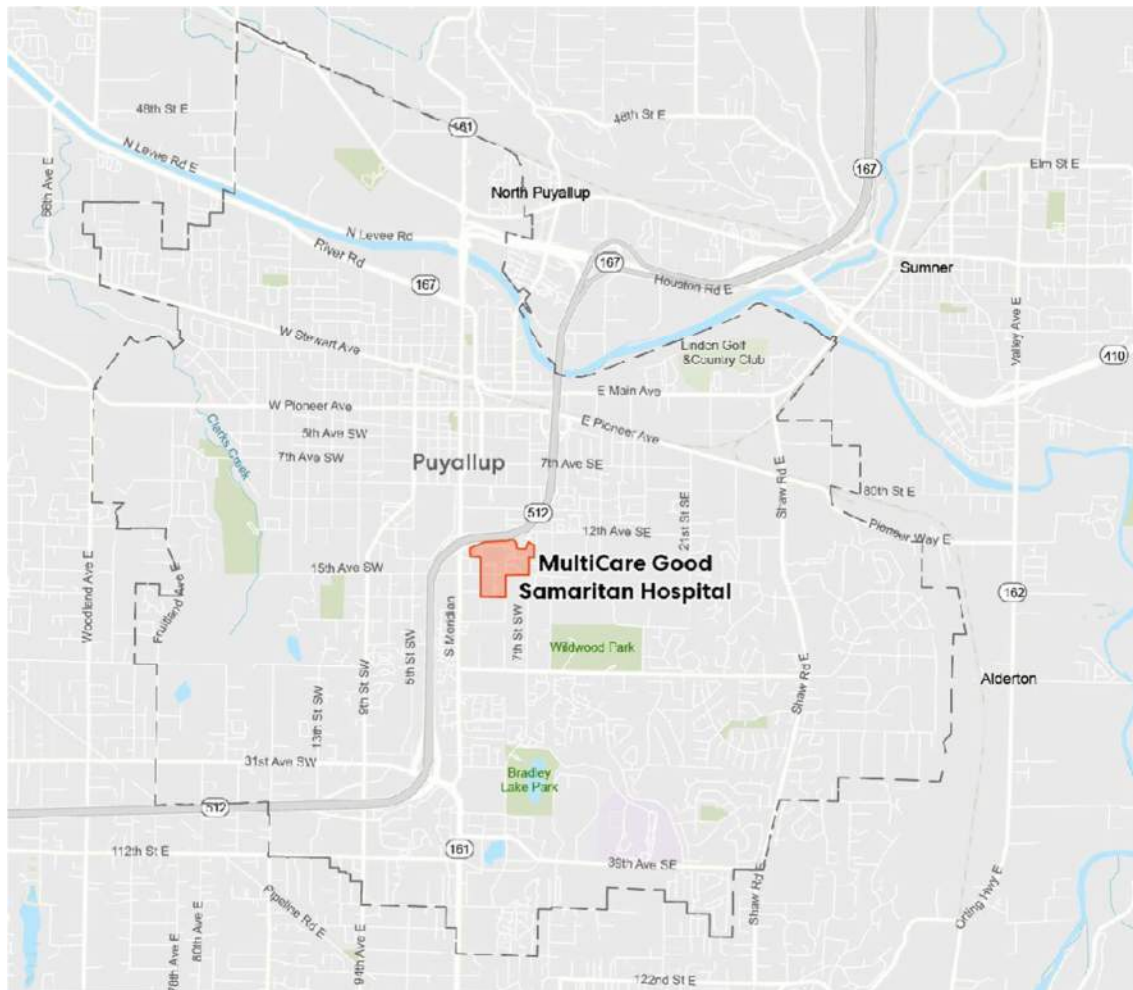 48th St E
161
48th St E
N Levee Rd E
167
Elm St E
66th Ave E
North Puyallup
N Levee Rd
River Rd
167
Sumner
167
Houston Rd E
W Stewart Ave
Linden Golf
&Country Club
Valley Ave E
410
E Main Ave
W Pioneer Ave
E Pioneer Ave
5th Ave SW
Clarks Creek
7th Ave SW
Puyallup
7th Ave SE
Shaw Rd E
80th St E
512
21st St SE
12th Ave SE
Pioneer Way E
MultiCare Good
Samaritan Hospital
15th Ave SW
Woodland Ave E
Fruitland Ave E
162
S Meridian
7th St SW
Wildwood Park
5th St SW
9th St SW
Shaw Rd E
Alderton
13th St SW
31st Ave SW
Bradley
Lake Park
512
112th St E
161
39th Ave SE
Shaw Rd E
Pipeline Rd E
Orting Hwy E
78th Ave E
80th Ave E
94th Ave E
122nd St E